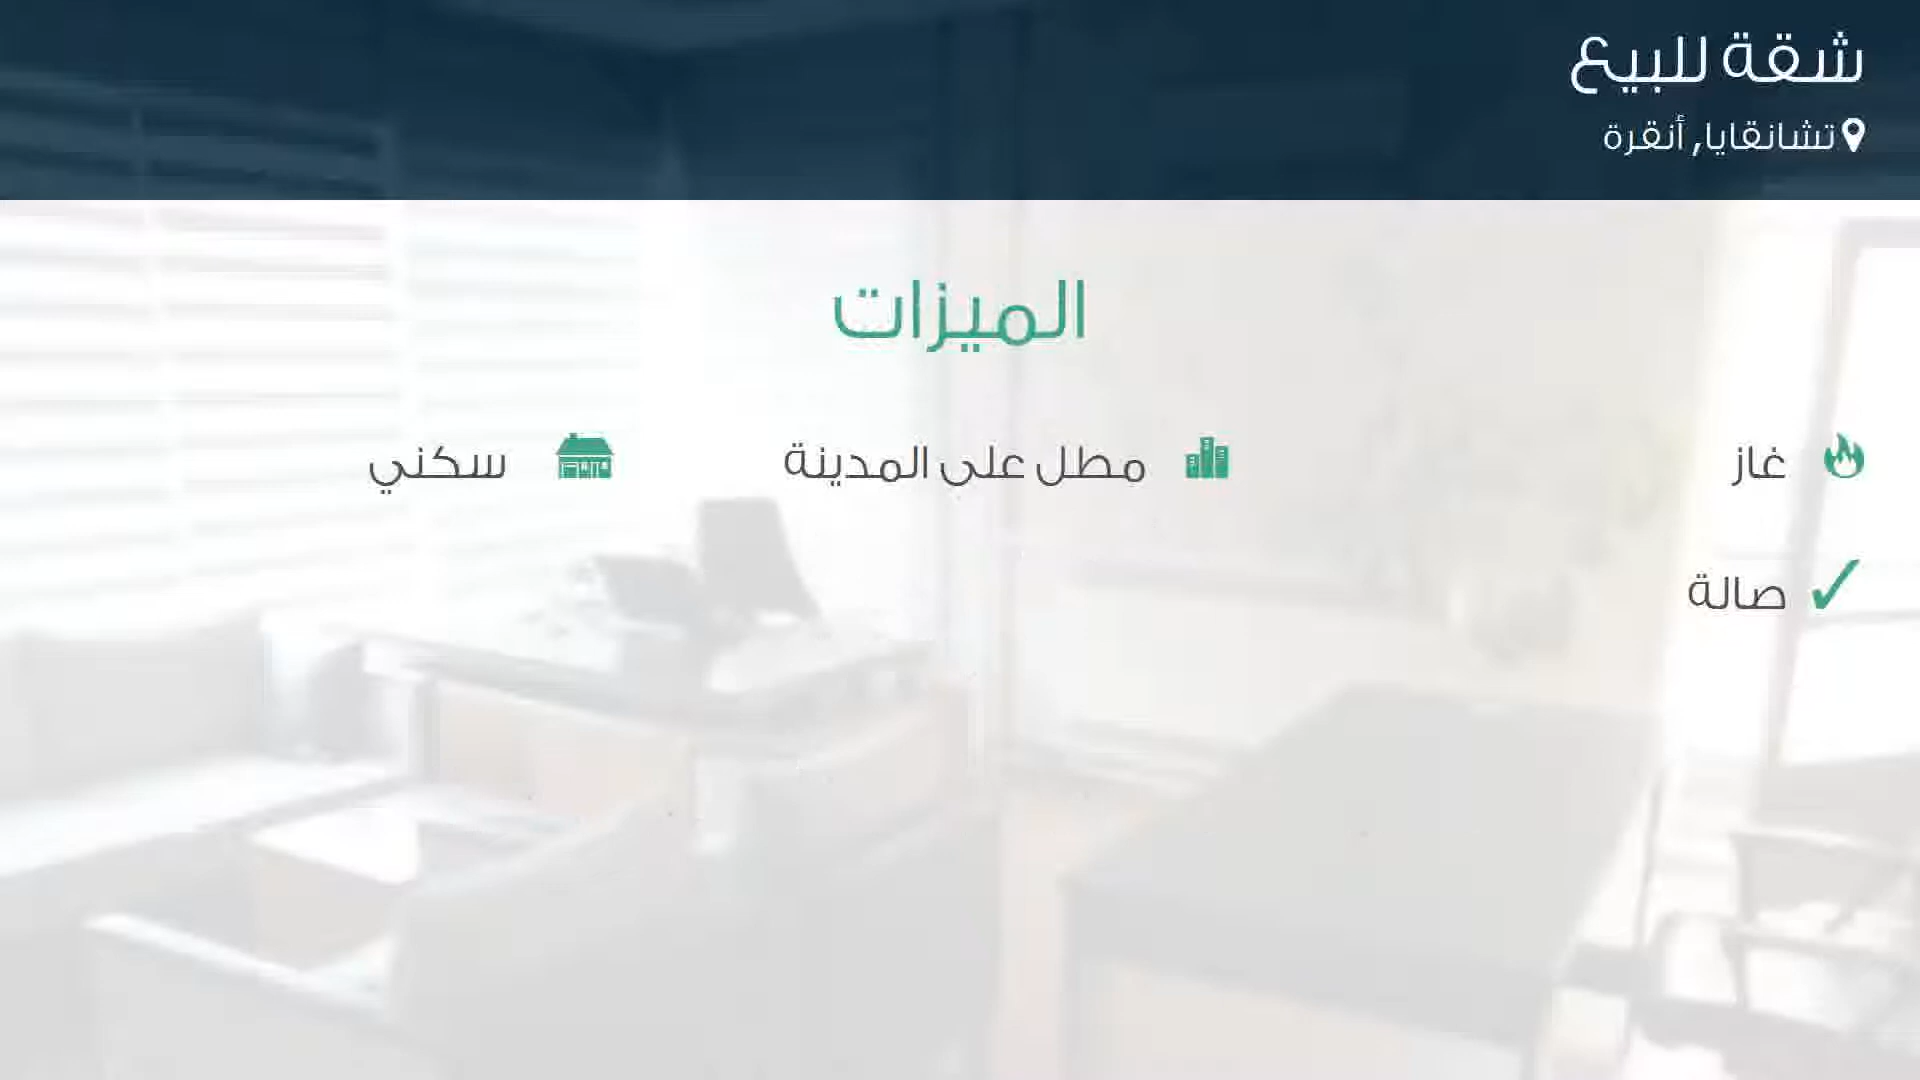 شقة للبيع
تشانقايا, أنقرة
الميزات
غاز
مطل على المدينة
سكني
صالة